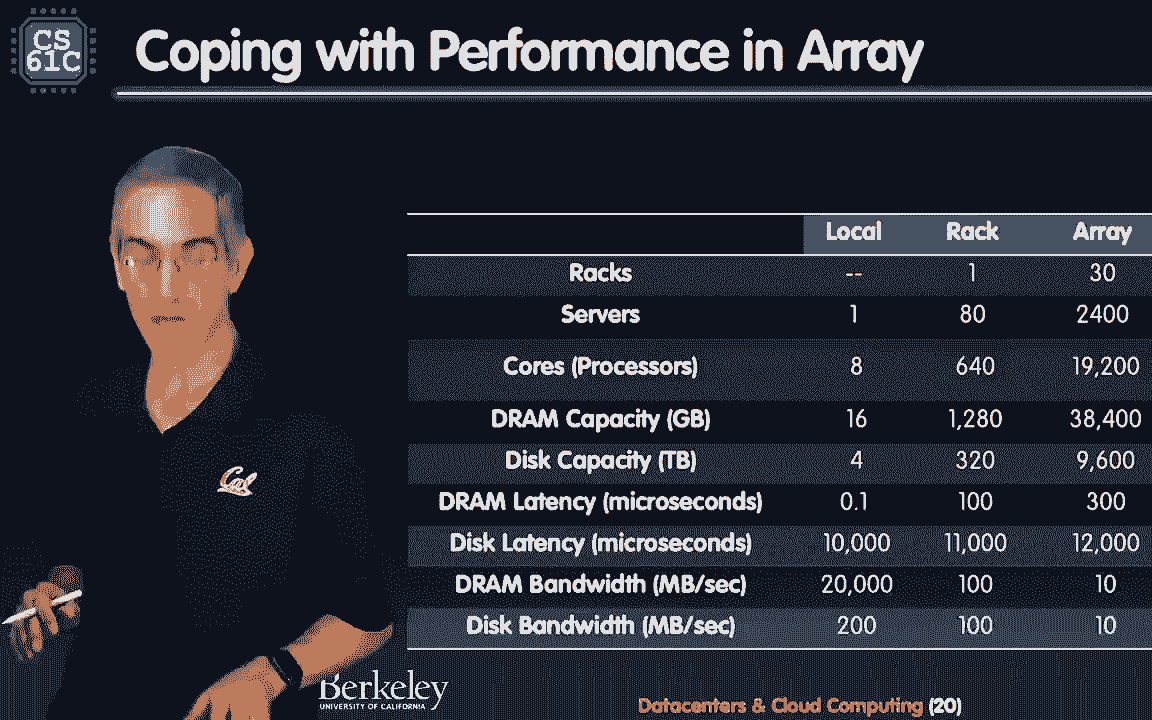 CS
61C
Coping with Performance in Array
Local Rack Array
Racks -- 1 30
Servers 1 80 2400
Cores (Processors) 8 640 19,200
DRAM Capacity (GB) 16 1,280 38,400
Disk Capacity (TB) 4 320 9,600
DRAM Latency (microseconds) 0.1 100 300
Disk Latency (microseconds) 10,000 11,000 12,000
DRAM Bandwidth (MB/sec) 20,000 100 10
Disk Bandwidth (MB/sec) 200 100 10
Cal
Berkeley
UNIVERSITY OF CALIFORNIA
Datacenters & Cloud Computing (20)